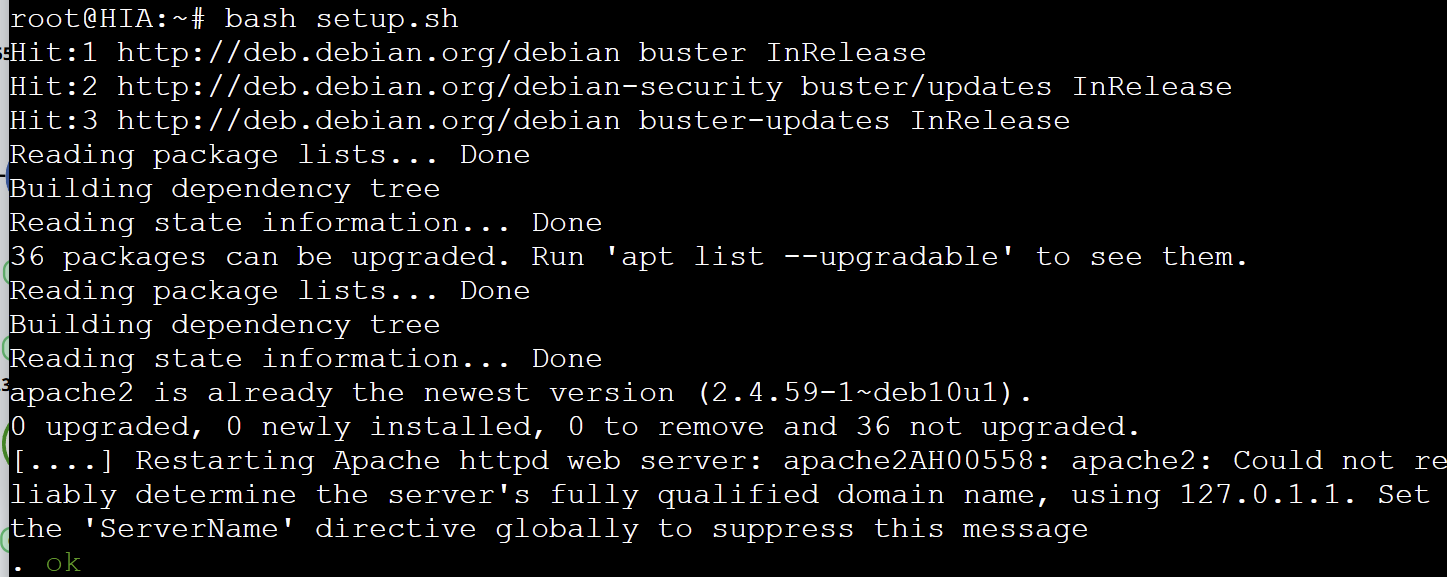 root@HIA:~# bash setup.sh
Hit:1 http://deb.debian.org/debian buster InRelease
Hit:2 http://deb.debian.org/debian-security buster/updates InRelease
Hit:3 http://deb.debian.org/debian buster-updates InRelease
Reading package lists... Done
Building dependency tree
Reading state information... Done
36 packages can be upgraded. Run 'apt list --upgradable' to see them.
Reading package lists... Done
Building dependency tree
Reading state information... Done
apache2 is already the newest version (2.4.59-1~deb10u1).
0 upgraded, 0 newly installed, 0 to remove and 36 not upgraded.
[....] Restarting Apache httpd web server: apache2AH00558: apache2: Could not re
liably determine the server's fully qualified domain name, using 127.0.1.1. Set
the 'ServerName' directive globally to suppress this message
. ok